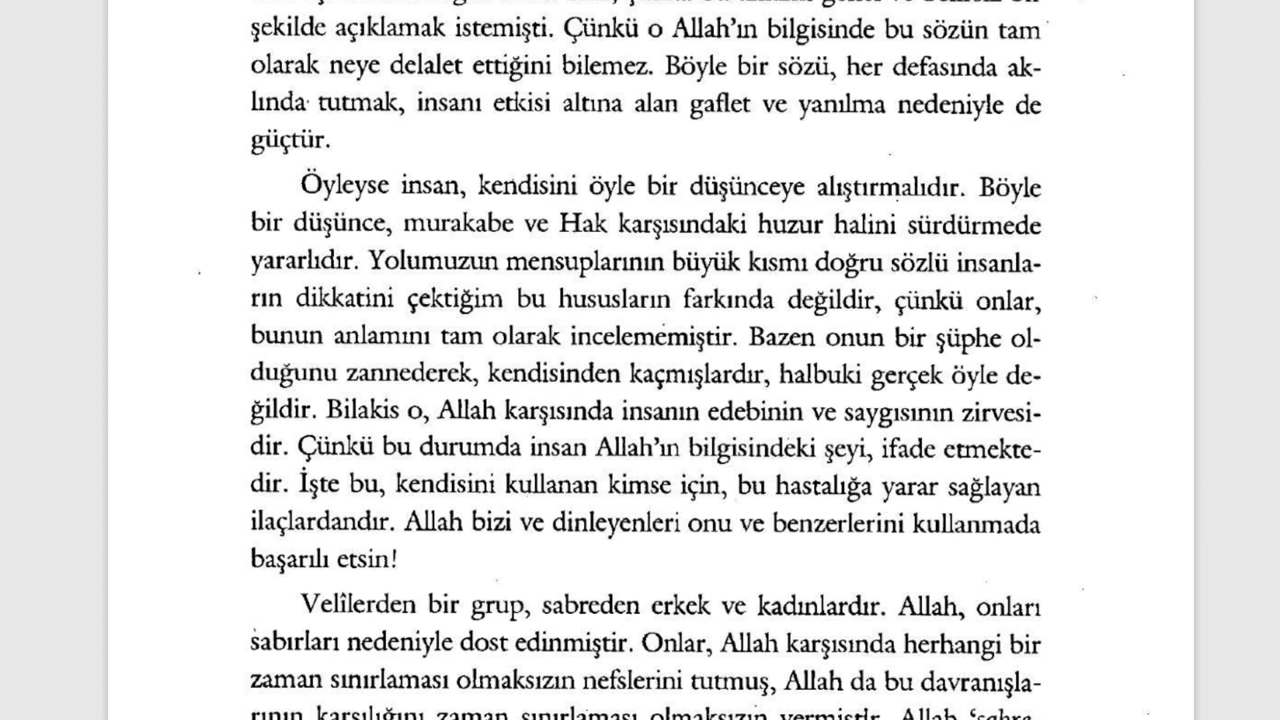 şekilde açıklamak istemişti. Çünkü o Allah’ın bilgisinde bu sözün tam
olarak neye delalet ettiğini bilemez. Böyle bir sözü, her defasında ak-
lında tutmak, insanı etkisi altına alan gaflet ve yanılma nedeniyle de
güçtür.
Öyleyse insan, kendisini öyle bir düşünceye alıştırmalıdır. Böyle
bir düşünce, murakabe ve Hak karşısındaki huzur halini sürdürmede
yararlıdır. Yolumuzun mensuplarının büyük kısmı doğru sözlü insanla-
rın dikkatini çektiğim bu hususların farkında değildir, çünkü onlar,
bunun anlamını tam olarak incelememiştir. Bazen onun bir şüphe ol-
duğunu zannederek, kendisinden kaçmışlardır, halbuki gerçek öyle de-
ğildir. Bilakis o, Allah karşısında insanın edebinin ve saygısının zirvesi-
dir. Çünkü bu durumda insan Allah’ın bilgisindeki şeyi, ifade etmekte-
dir. İşte bu, kendisini kullanan kimse için, bu hastalığa yarar sağlayan
ilaçlardandır. Allah bizi ve dinleyenleri onu ve benzerlerini kullanmada
başarılı etsin!
Velîlerden bir grup, sabreden erkek ve kadınlardır. Allah, onları
sabırları nedeniyle dost edinmiştir. Onlar, Allah karşısında herhangi bir
zaman sınırlaması olmaksızın nefslerini tutmuş, Allah da bu davranışla-
rının karşılığını zaman sınırlaması olmaksızın vermiştir. Allah ‘sabre-